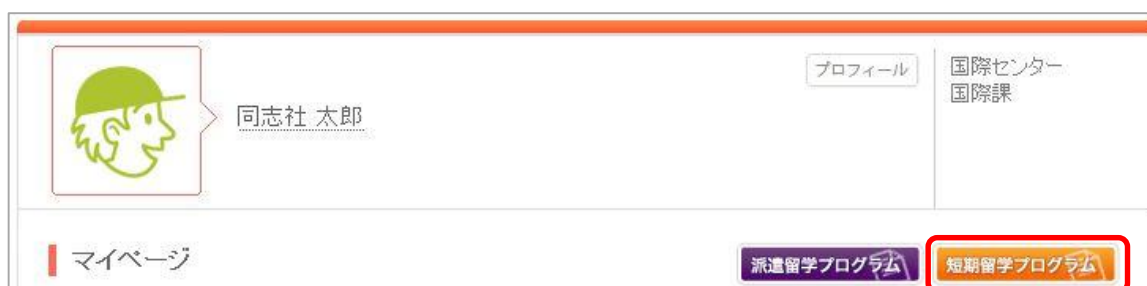 同志社 太郎
プロフィール
国際センター
国際課
マイページ
派遣留学プログラム
短期留学プログラム